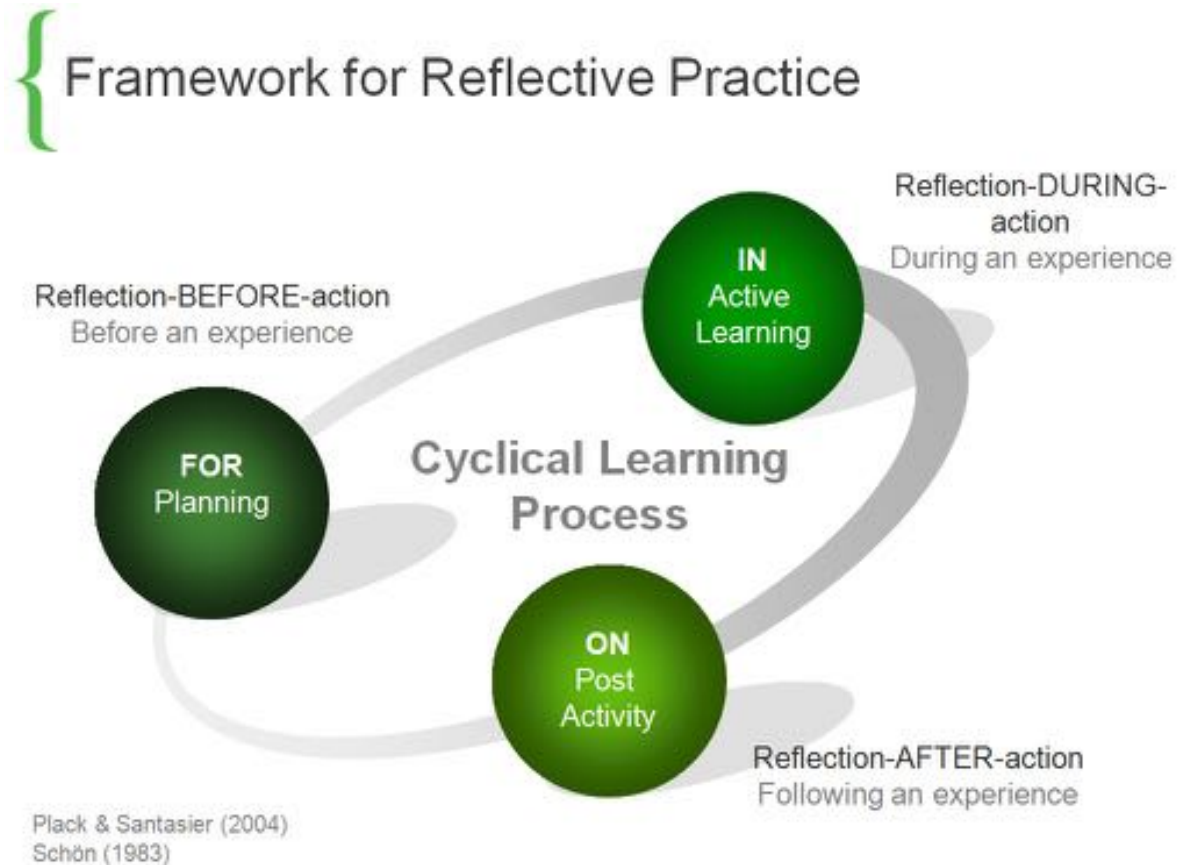 Framework for Reflective Practice
Reflection-DURING-
action
During an experience
IN
Active
Learning
Reflection-BEFORE-action
Before an experience
FOR
Planning
Cyclical Learning
Process
ON
Post
Activity
Reflection-AFTER-action
Following an experience
Plack & Santasier (2004)
Schön (1983)